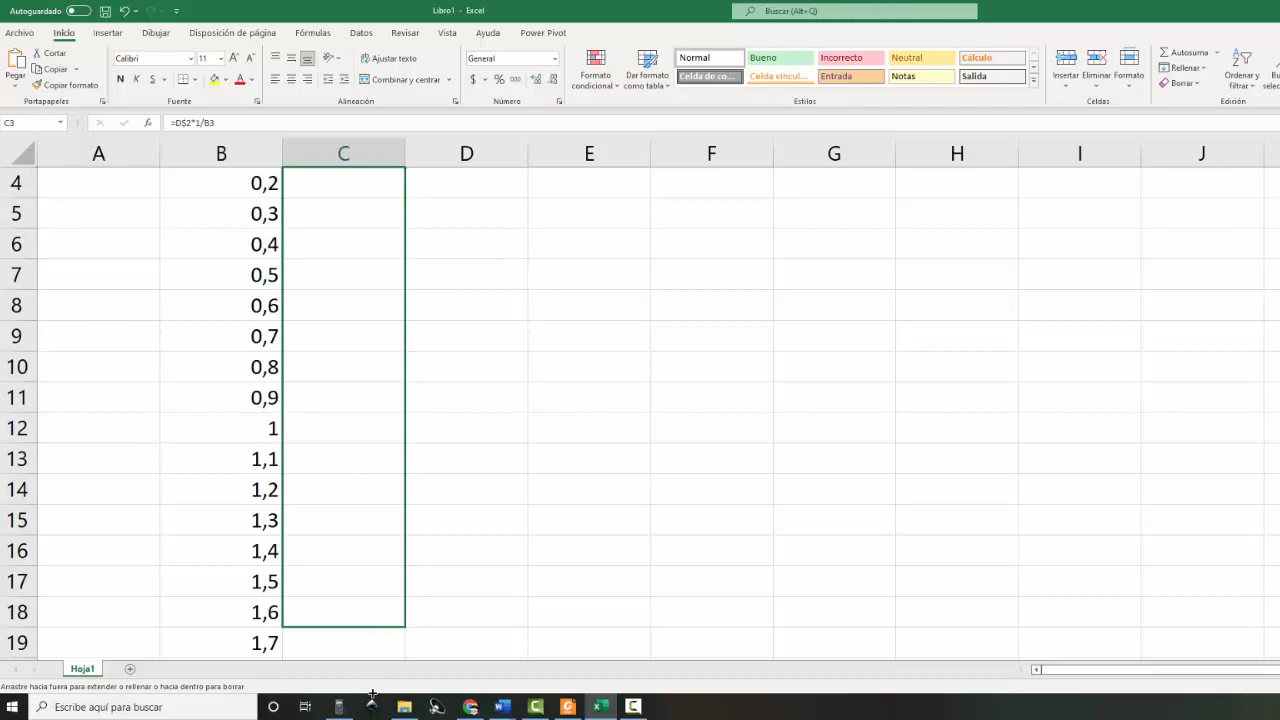 Autoguardado
Libro1 - Excel
Buscar (Alt+Q)
Archivo Inicio Insertar Dibujar Disposición de página Fórmulas Datos Revisar Vista Ayuda Power Pivot
Pegar
Cortar
Copiar
Copiar formato
Portapapeles
Calibri 11
N K S
Fuente
Ajustar texto
Combinar y centrar
Alineación
General
$ % 000
Número
Formato condicional
Dar formato como tabla
Normal Bueno Incorrecto Neutral Cálculo
Celda de co... Celda vincul... Entrada Notas Salida
Estilos
Insertar Eliminar Formato
Celdas
Autosuma
Rellenar
Borrar
Ordenar y filtrar
Edición
C3 fx =D$2*1/B3
A B C D E F G H I J
4 0,2
5 0,3
6 0,4
7 0,5
8 0,6
9 0,7
10 0,8
11 0,9
12 1
13 1,1
14 1,2
15 1,3
16 1,4
17 1,5
18 1,6
19 1,7
Hoja1
Arrastre hacia fuera para extender o rellenar o hacia dentro para borrar
Escribe aquí para buscar